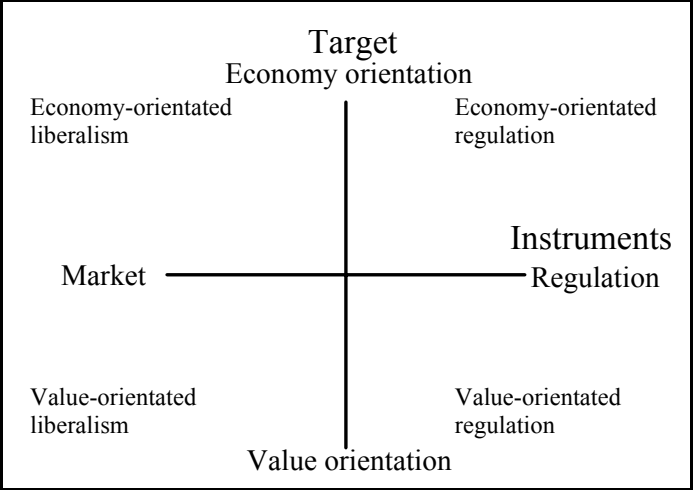 Target
Economy orientation
Economy-orientated
liberalism
Economy-orientated
regulation
Instruments
Market
Regulation
Value-orientated
liberalism
Value-orientated
regulation
Value orientation